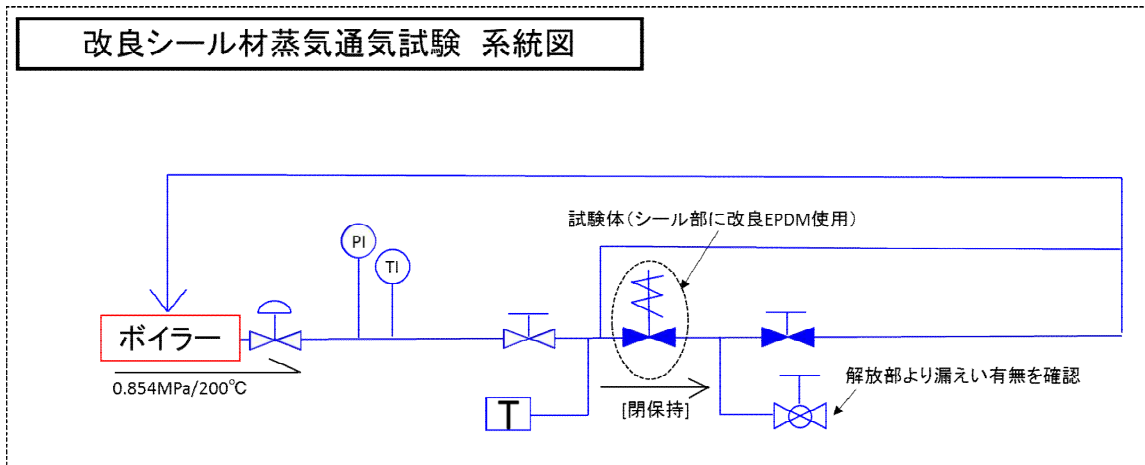 改良シール材蒸気通気試験 系統図
試験体（シール部に改良EPDM使用）
PI
TI
ボイラー
0.854MPa/200℃
解放部より漏えい有無を確認
[閉保持]
T